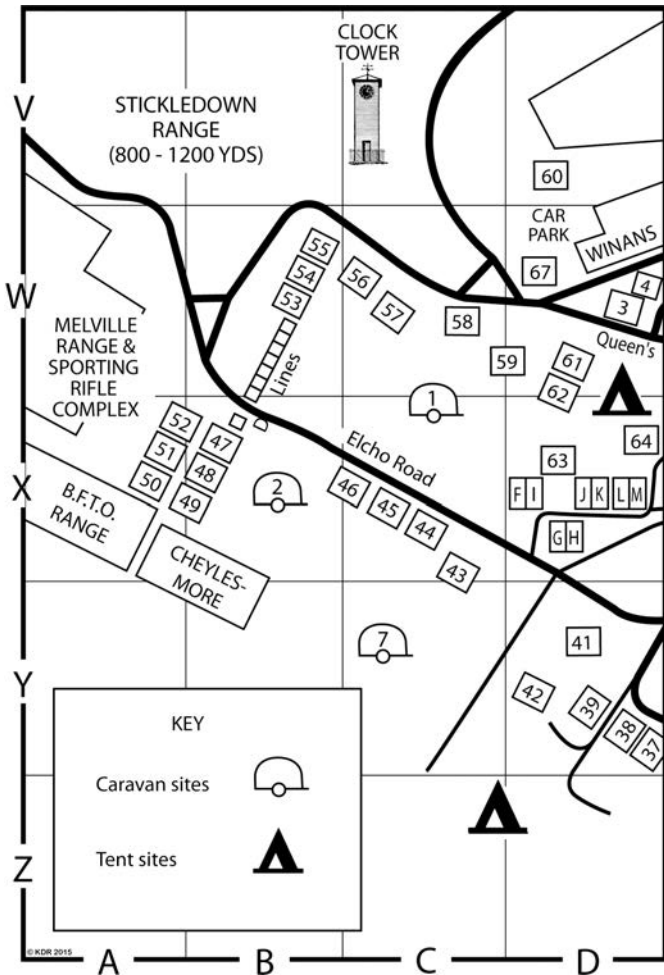 CLOCK
TOWER
V
STICKLEDOWN
RANGE
(800 - 1200 YDS)
60
CAR
PARK
WINANS
67
4
3
55
54
53
56
57
58
59
W
MELVILLE
RANGE &
SPORTING
RIFLE
COMPLEX
Queen's
61
62
1
Lines
D
Elcho Road
52
51
50
47
48
49
2
46
45
44
43
63
64
F I
J K
L M
G H
X
B.F.T.O.
RANGE
CHEYLES-
MORE
7
41
42
39
38
37
Y
KEY
Caravan sites
Tent sites
Z
© KDR 2015
A
B
C
D